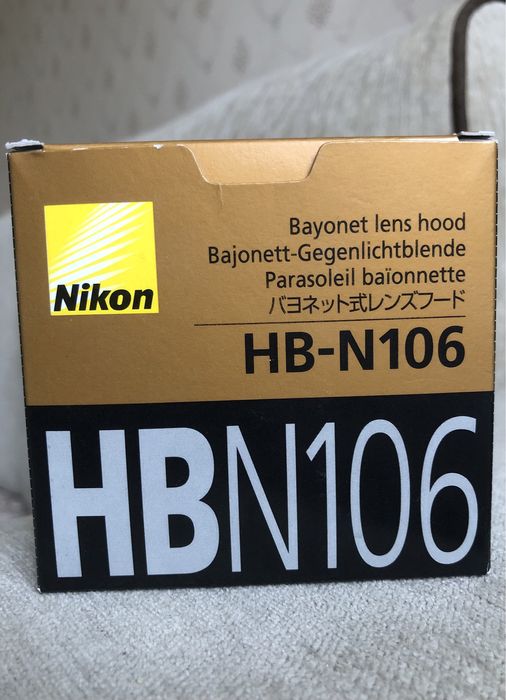 Nikon
Bayonet lens hood
Bajonett-Gegenlichtblende
Parasoleil baïonnette
バヨネット式レンズフード
HB-N106
HBN106